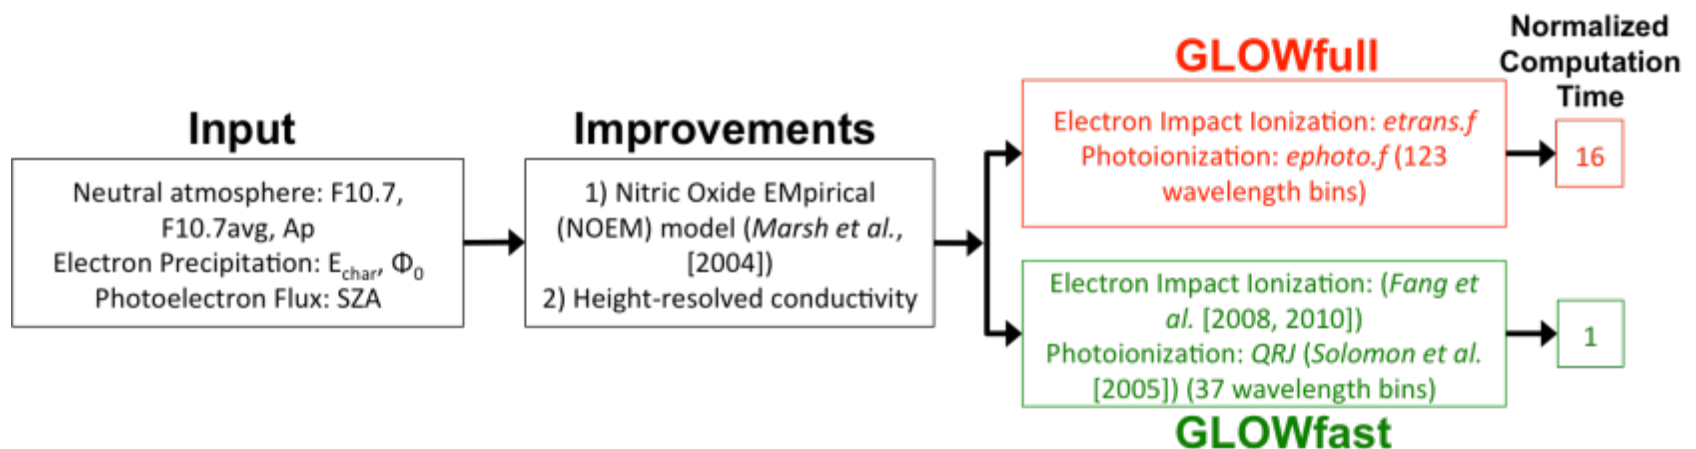 Input
Neutral atmosphere: F10.7,
F10.7avg, Ap
Electron Precipitation: Echar, Φ0
Photoelectron Flux: SZA
Improvements
1) Nitric Oxide EMpirical
(NOEM) model (Marsh et al.,
[2004])
2) Height-resolved conductivity
GLOWfull
Electron Impact Ionization: etrans.f
Photoionization: ephoto.f (123
wavelength bins)
Normalized
Computation
Time
16
Electron Impact Ionization: (Fang et
al. [2008, 2010])
Photoionization: QRJ (Solomon et al.
[2005]) (37 wavelength bins)
GLOWfast
1